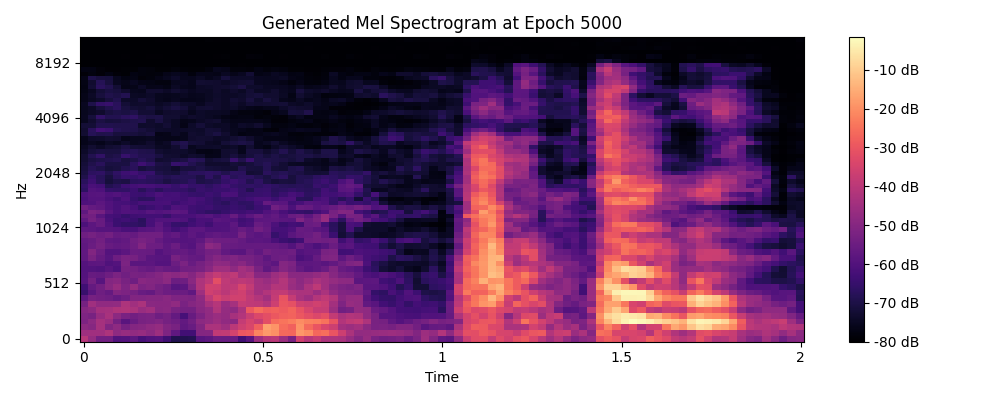 Generated Mel Spectrogram at Epoch 5000
Hz
8192
4096
2048
1024
512
0
0 0.5 1 1.5 2
Time
-10 dB
-20 dB
-30 dB
-40 dB
-50 dB
-60 dB
-70 dB
-80 dB